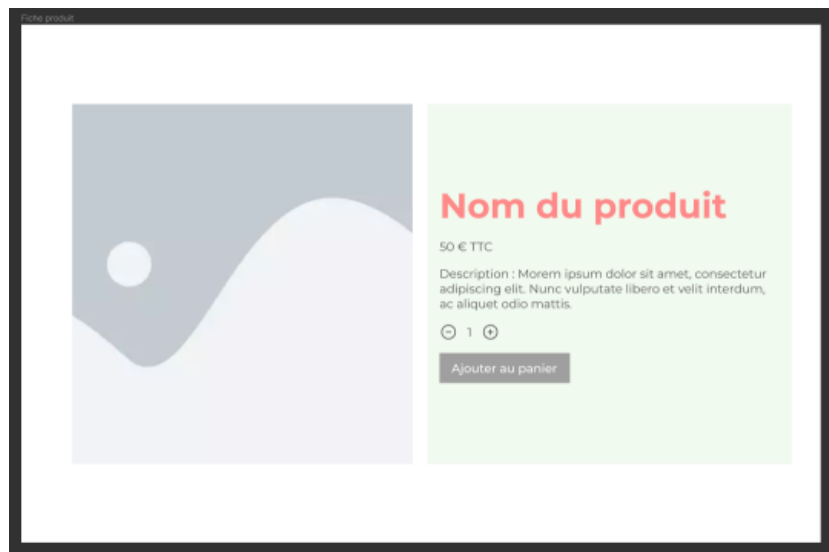 Fiche produit
Nom du produit
50 € TTC
Description : Morem ipsum dolor sit amet, consectetur
adipiscing elit. Nunc vulputate libero et velit interdum,
ac aliquet odio mattis.
1
Ajouter au panier